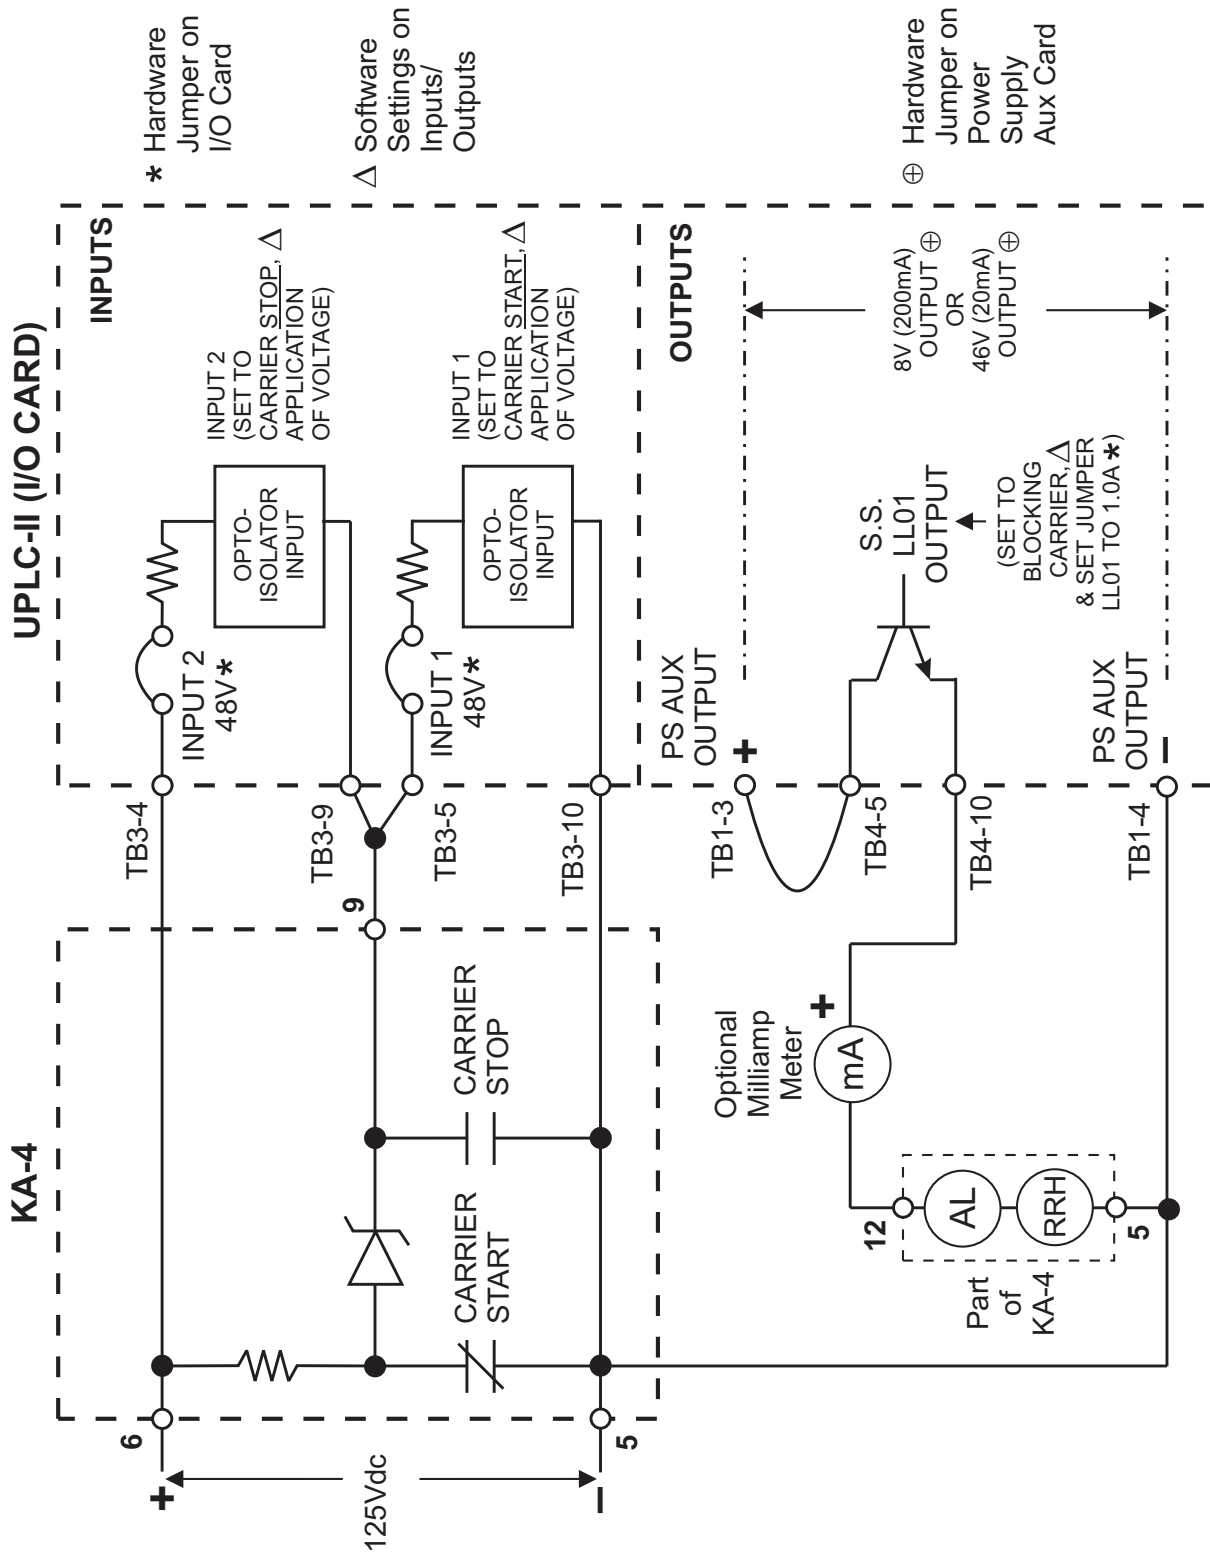 UPLC-II (I/O CARD)
KA-4
INPUTS
* Hardware
Jumper on
I/O Card
△ Software
Settings on
Inputs/
Outputs
⊕ Hardware
Jumper on
Power
Supply
Aux Card
6
+
125Vdc
−
5
CARRIER
START
CARRIER
STOP
9
TB3-4
TB3-9
TB3-5
TB3-10
INPUT 2
48V*
OPTO-
ISOLATOR
INPUT
INPUT 2
(SET TO
CARRIER STOP, △
APPLICATION
OF VOLTAGE)
INPUT 1
48V*
OPTO-
ISOLATOR
INPUT
INPUT 1
(SET TO
CARRIER START, △
APPLICATION
OF VOLTAGE)
OUTPUTS
PS AUX
OUTPUT
+
TB1-3
TB4-5
TB4-10
TB1-4
S.S.
LL01
OUTPUT
(SET TO
BLOCKING
CARRIER, △
& SET JUMPER
LL01 TO 1.0A *)
8V (200mA)
OUTPUT ⊕
OR
46V (20mA)
OUTPUT ⊕
PS AUX
OUTPUT
−
Optional
Milliamp
Meter
+
mA
12
AL
RRH
5
Part
of
KA-4